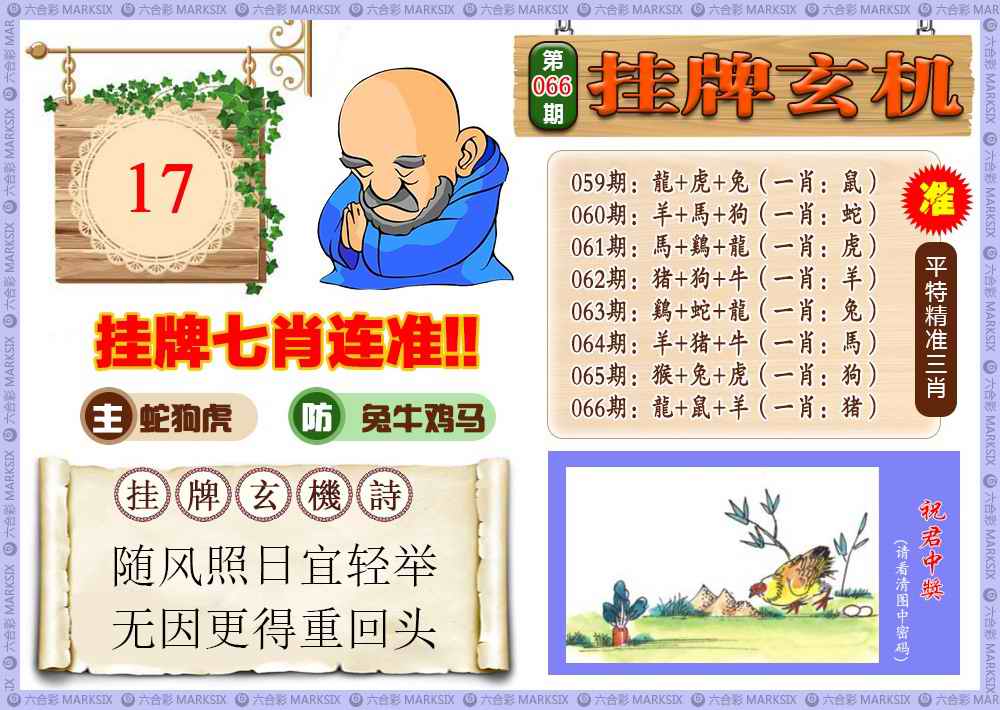 六合彩 MARKSIX
第066期
挂牌玄机
17
059期：龍+虎+兔（一肖：鼠）
060期：羊+馬+狗（一肖：蛇）
061期：馬+鷄+龍（一肖：虎）
062期：猪+狗+牛（一肖：羊）
063期：鷄+蛇+龍（一肖：兔）
064期：羊+猪+牛（一肖：馬）
065期：猴+兔+虎（一肖：狗）
066期：龍+鼠+羊（一肖：猪）
准
平特精准三肖
挂牌七肖连准!!
主 蛇狗虎
防 兔牛鸡马
挂牌玄機詩
随风照日宜轻举
无因更得重回头
祝君中獎
（请看清图中密码）